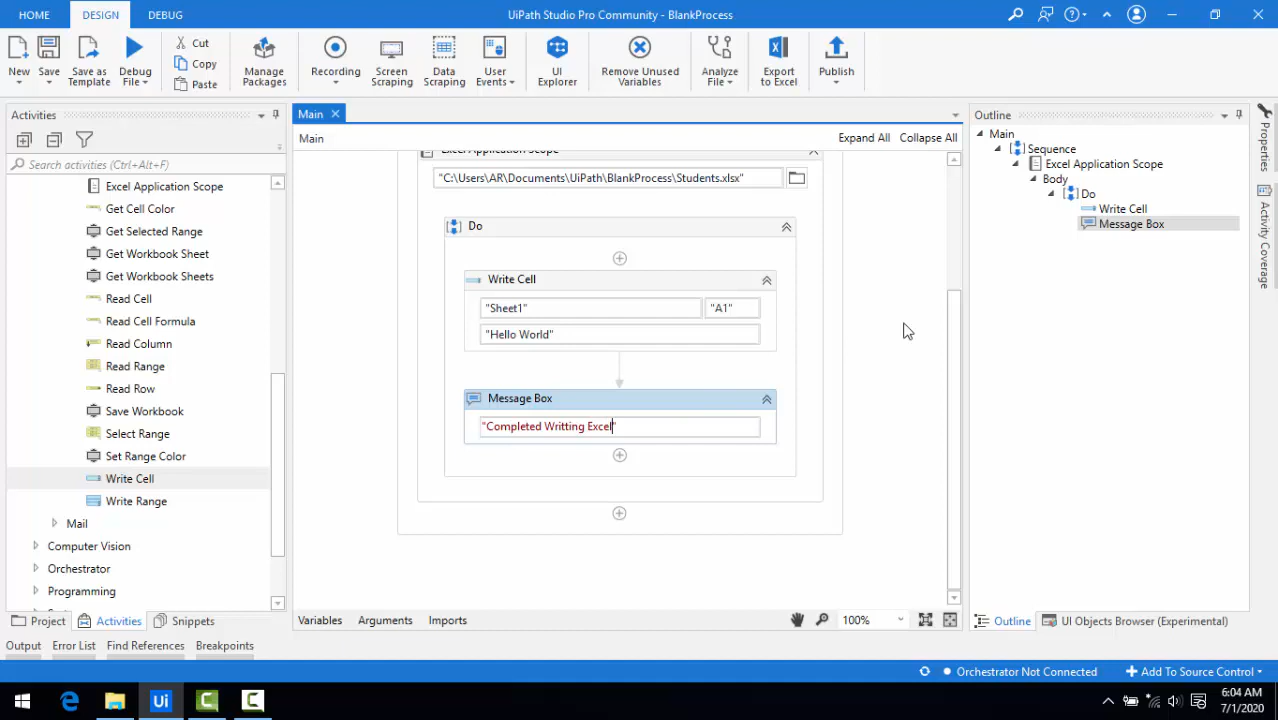 HOME
DESIGN
DEBUG
UiPath Studio Pro Community - BlankProcess
New
Save
Save as Template
Debug File
Cut
Copy
Paste
Manage Packages
Recording
Screen Scraping
Data Scraping
User Events
UI Explorer
Remove Unused Variables
Analyze File
Export to Excel
Publish
Activities
Search activities (Ctrl+Alt+F)
Excel Application Scope
Get Cell Color
Get Selected Range
Get Workbook Sheet
Get Workbook Sheets
Read Cell
Read Cell Formula
Read Column
Read Range
Read Row
Save Workbook
Select Range
Set Range Color
Write Cell
Write Range
Mail
Computer Vision
Orchestrator
Programming
Project
Activities
Snippets
Main
Main
Expand All
Collapse All
Excel Application Scope
"C:\Users\AR\Documents\UiPath\BlankProcess\Students.xlsx"
Do
Write Cell
"Sheet1"
"A1"
"Hello World"
Message Box
"Completed Writting Excel"
Variables
Arguments
Imports
100%
Outline
Main
Sequence
Excel Application Scope
Body
Do
Write Cell
Message Box
Outline
UI Objects Browser (Experimental)
Properties
Activity Coverage
Output
Error List
Find References
Breakpoints
Orchestrator Not Connected
Add To Source Control
Ui
6:04 AM
7/1/2020